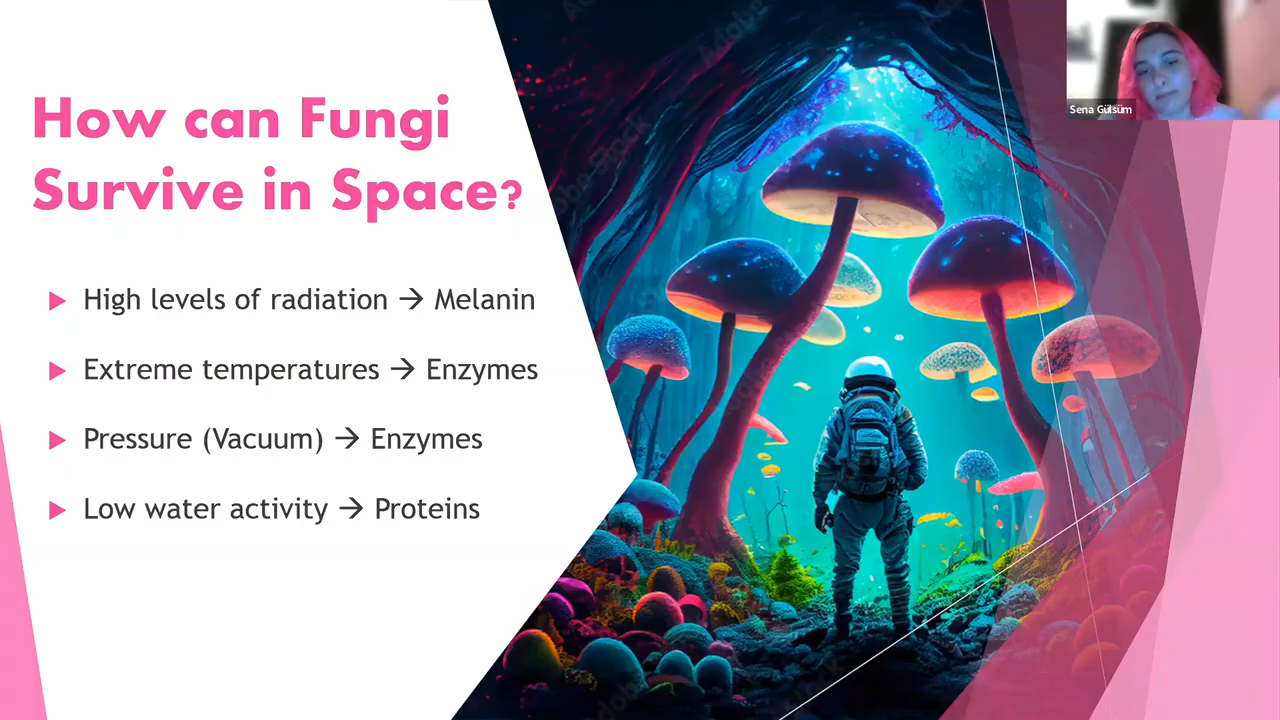 How can Fungi
Survive in Space?
High levels of radiation → Melanin
Extreme temperatures → Enzymes
Pressure (Vacuum) → Enzymes
Low water activity → Proteins
Sena Gülsüm